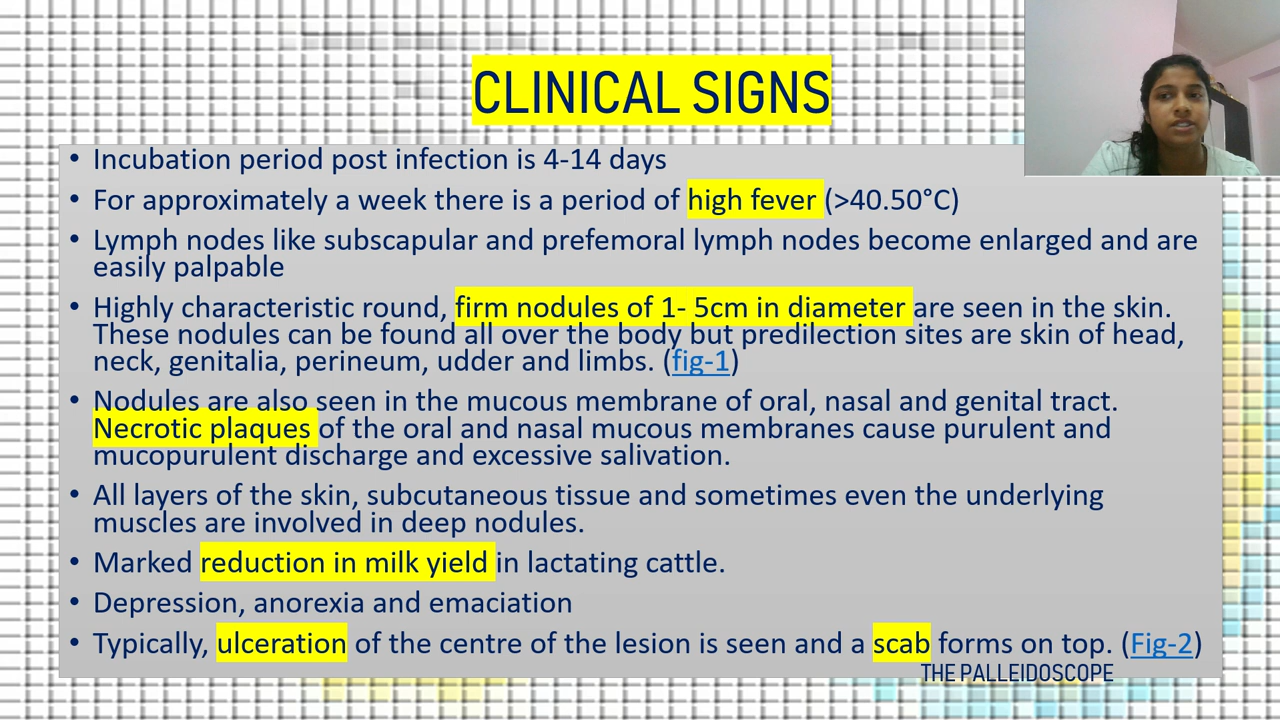 CLINICAL SIGNS
• Incubation period post infection is 4-14 days
• For approximately a week there is a period of high fever (>40.50°C)
• Lymph nodes like subscapular and prefemoral lymph nodes become enlarged and are
easily palpable
• Highly characteristic round, firm nodules of 1- 5cm in diameter are seen in the skin.
These nodules can be found all over the body but predilection sites are skin of head,
neck, genitalia, perineum, udder and limbs. (fig-1)
• Nodules are also seen in the mucous membrane of oral, nasal and genital tract.
Necrotic plaques of the oral and nasal mucous membranes cause purulent and
mucopurulent discharge and excessive salivation.
• All layers of the skin, subcutaneous tissue and sometimes even the underlying
muscles are involved in deep nodules.
• Marked reduction in milk yield in lactating cattle.
• Depression, anorexia and emaciation
• Typically, ulceration of the centre of the lesion is seen and a scab forms on top. (Fig-2)
THE PALLEIDOSCOPE